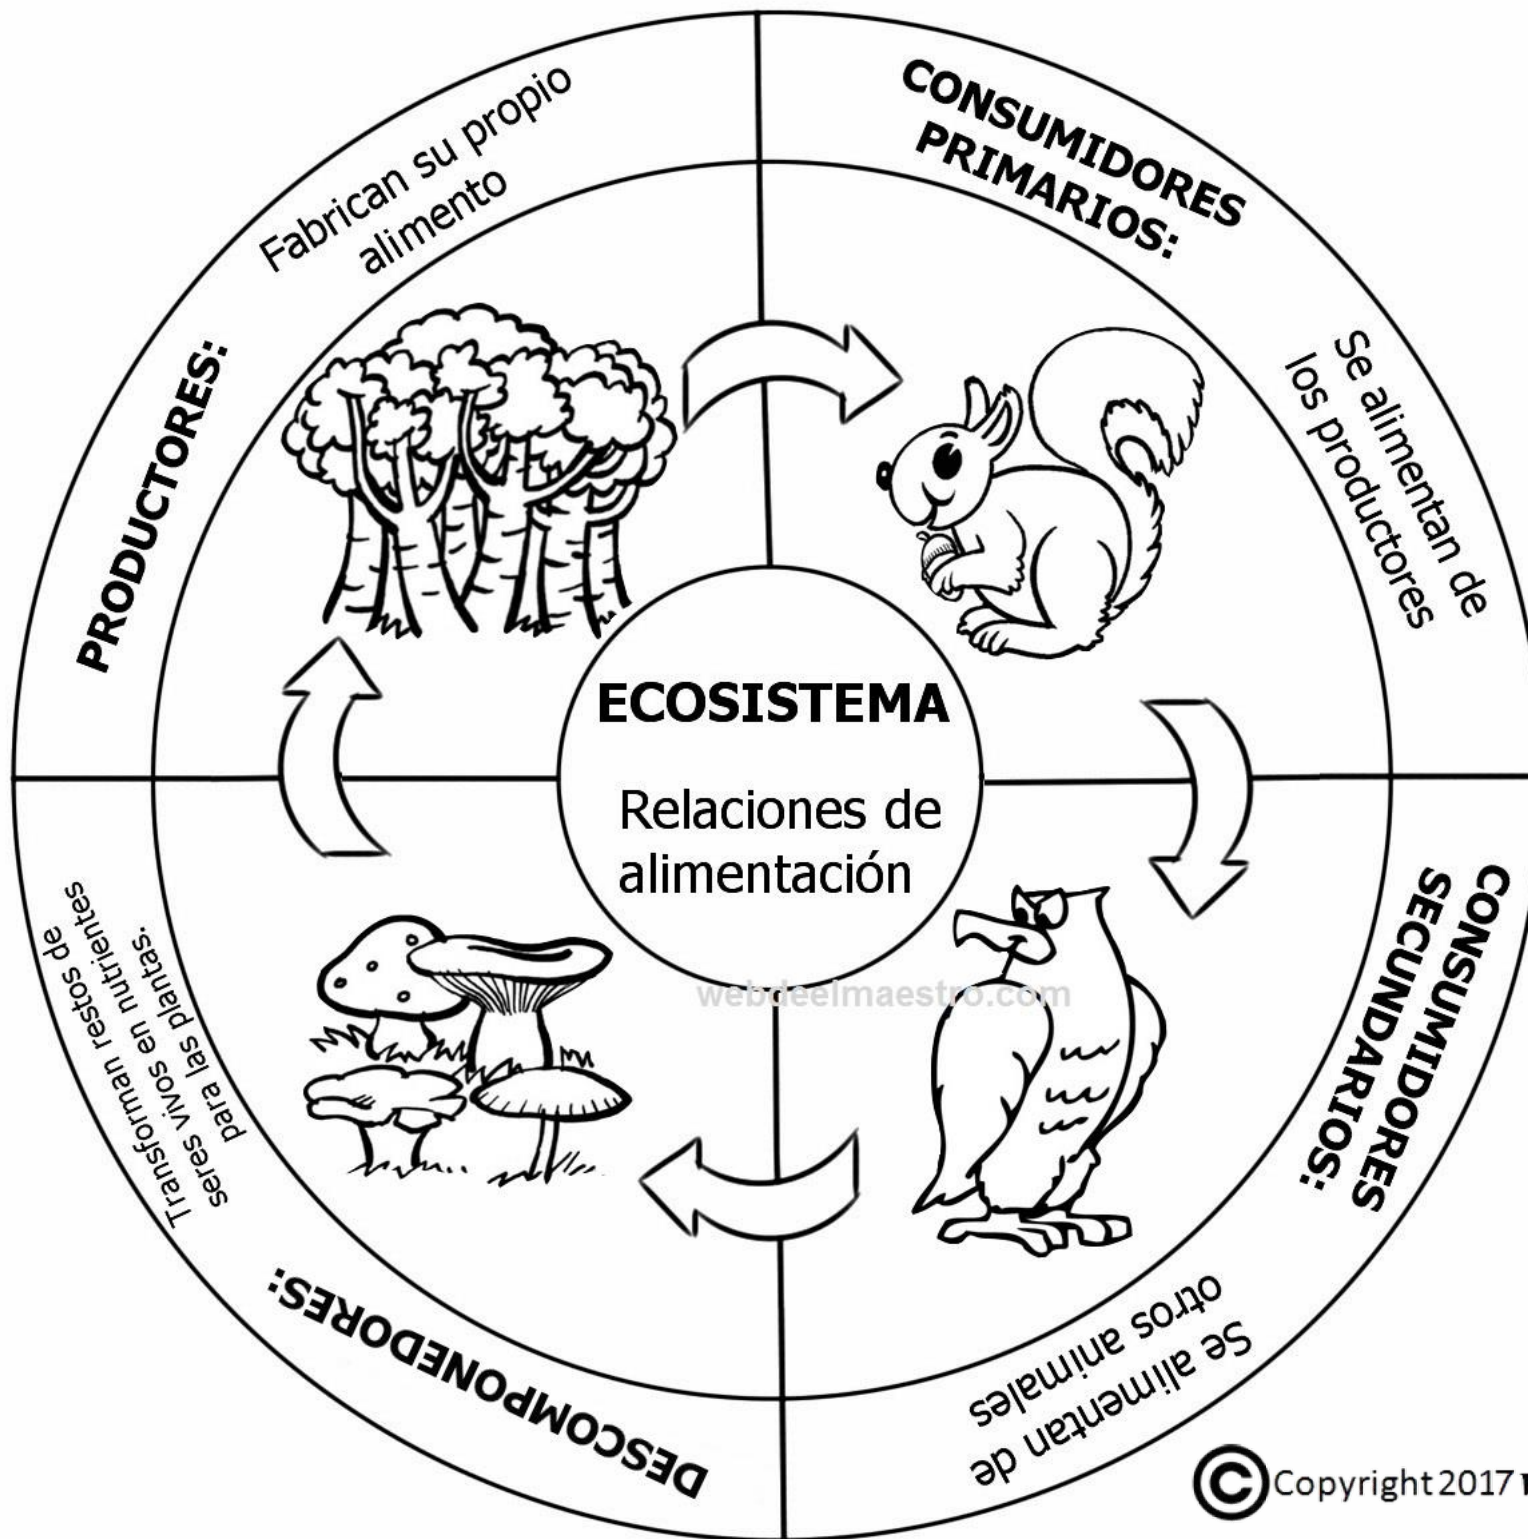 PRODUCTORES:
Fabrican su propio
alimento
CONSUMIDORES
PRIMARIOS:
Se alimentan de
los productores
CONSUMIDORES
SECUNDARIOS:
Se alimentan de
otros animales
DESCOMPONEDORES:
Transforman restos de
seres vivos en nutrientes
para las plantas.
ECOSISTEMA
Relaciones de
alimentación
webdeelmaestro.com
© Copyright 2017